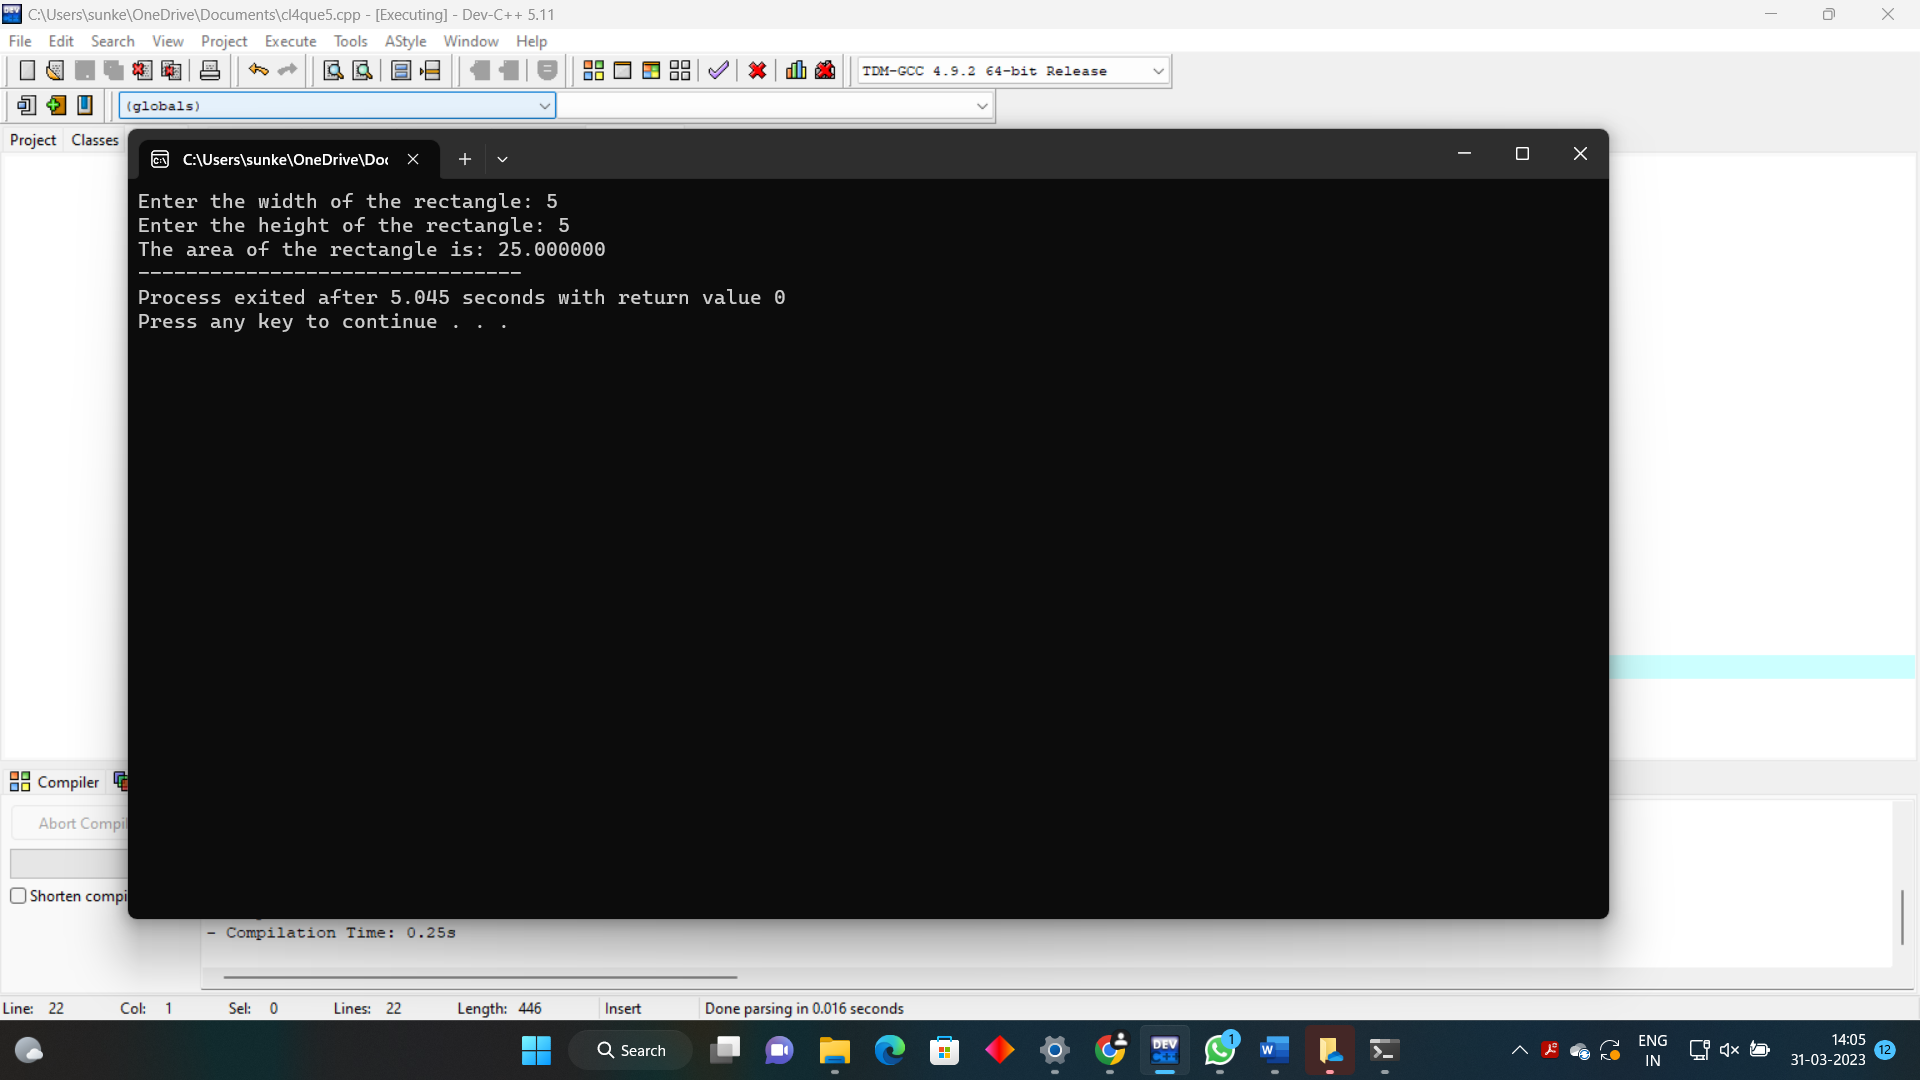 C:\Users\sunke\OneDrive\Documents\cl4que5.cpp - [Executing] - Dev-C++ 5.11
File Edit Search View Project Execute Tools AStyle Window Help
TDM-GCC 4.9.2 64-bit Release
(globals)
Project Classes
C:\Users\sunke\OneDrive\Doc
Enter the width of the rectangle: 5
Enter the height of the rectangle: 5
The area of the rectangle is: 25.000000
--------------------------------
Process exited after 5.045 seconds with return value 0
Press any key to continue . . .
Compiler
Abort Compil
Shorten compi
- Compilation Time: 0.25s
Line: 22 Col: 1 Sel: 0 Lines: 22 Length: 446 Insert Done parsing in 0.016 seconds
Search
DEV C++
1
W
ENG
IN
14:05
31-03-2023
12